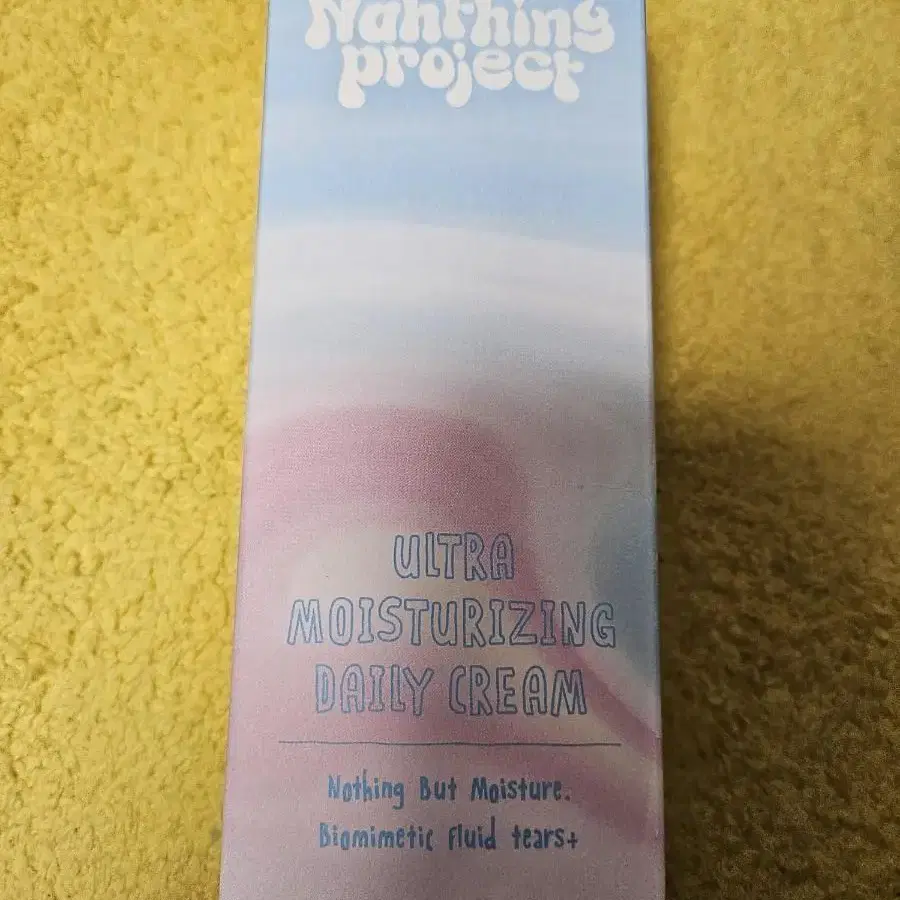 Nahthing
project
ULTRA
MOISTURIZING
DAILY CREAM
Nothing But Moisture.
Biomimetic fluid tears+